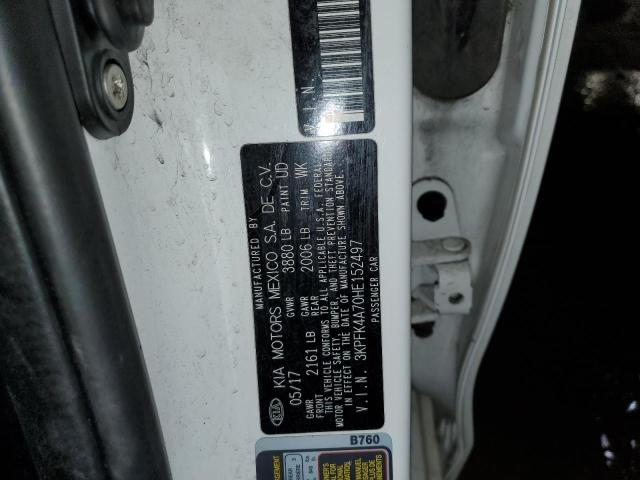 V. I. N.
MANUFACTURED BY
KIA KIA MOTORS MEXICO S.A. DE C.V.
05/17 GVWR 3880 LB PAINT UD
GAWR FRONT 2161 LB GAWR REAR 2006 LB TRIM WK
THIS VEHICLE CONFORMS TO ALL APPLICABLE U.S.A. FEDERAL
MOTOR VEHICLE SAFETY, BUMPER, AND THEFT PREVENTION STANDARDS
IN EFFECT ON THE DATE OF MANUFACTURE SHOWN ABOVE.
V.I.N. 3KPFK4A70HE152497
PASSENGER CAR
B760